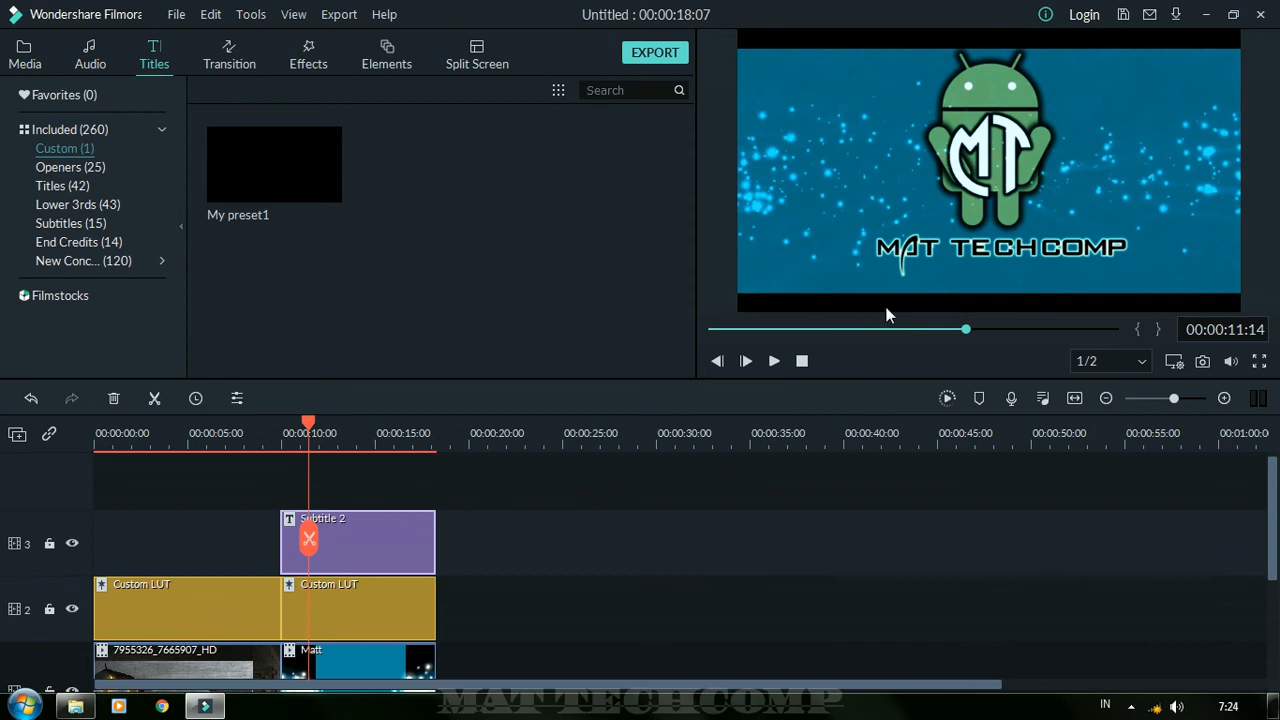 Wondershare Filmora
File
Edit
Tools
View
Export
Help
Untitled : 00:00:18:07
Login
Media
Audio
Titles
Transition
Effects
Elements
Split Screen
EXPORT
Favorites (0)
Included (260)
Custom (1)
Openers (25)
Titles (42)
Lower 3rds (43)
Subtitles (15)
End Credits (14)
New Conc... (120)
Filmstocks
Search
My preset1
MT
MAT TECH COMP
00:00:11:14
1/2
00:00:00:00
00:00:05:00
00:00:10:00
00:00:15:00
00:00:20:00
00:00:25:00
00:00:30:00
00:00:35:00
00:00:40:00
00:00:45:00
00:00:50:00
00:00:55:00
00:01:00:0
3
T Subtitle 2
2
Custom LUT
Custom LUT
7955326_7665907_HD
Matt
MAT TECH COMP
IN
7:24